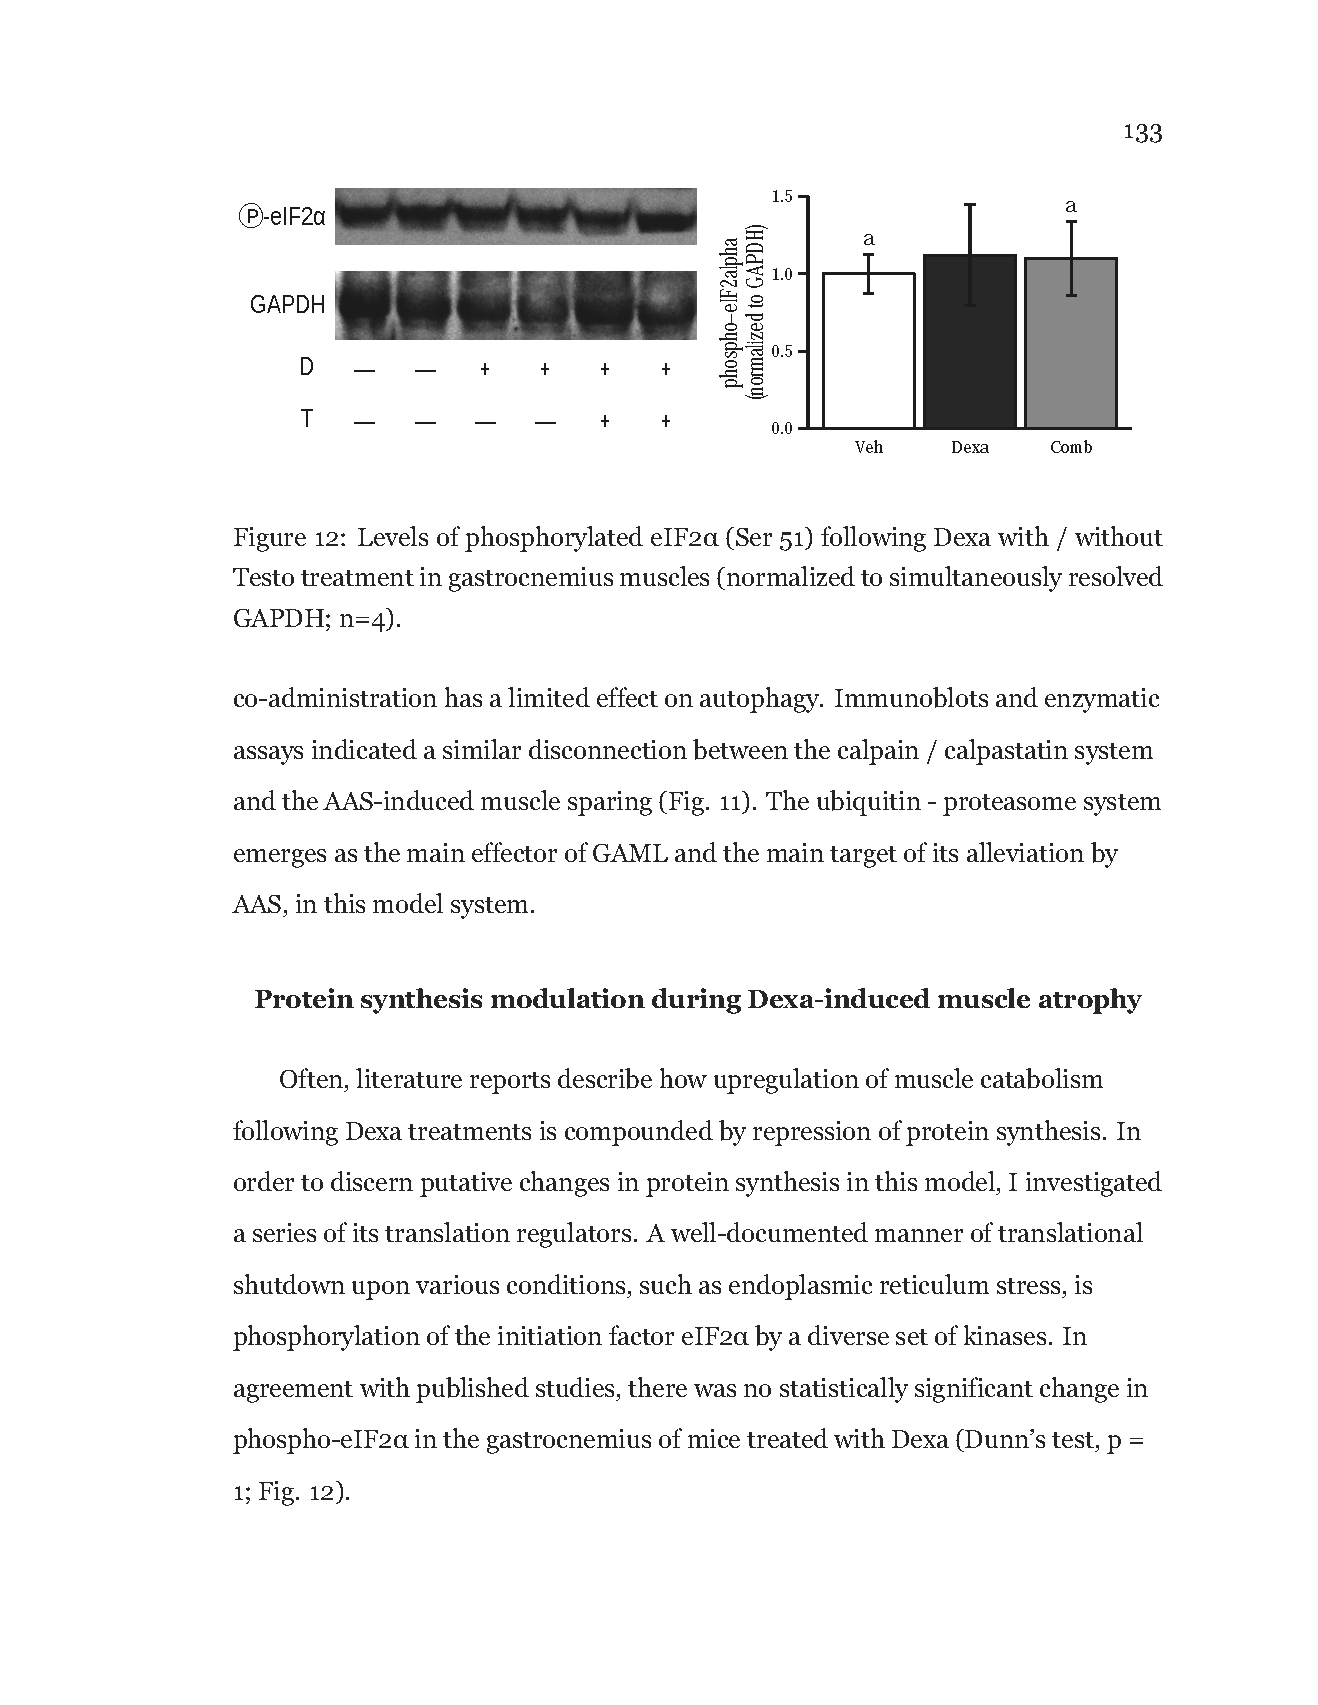 133
Ⓟ-eIF2α
GAPDH
D — — + + + +
T — — — — + +
phospho–eIF2alpha
(normalized to GAPDH)
1.5
1.0
0.5
0.0
a
a
Veh Dexa Comb
Figure 12: Levels of phosphorylated eIF2α (Ser 51) following Dexa with / without
Testo treatment in gastrocnemius muscles (normalized to simultaneously resolved
GAPDH; n=4).
co-administration has a limited effect on autophagy. Immunoblots and enzymatic
assays indicated a similar disconnection between the calpain / calpastatin system
and the AAS-induced muscle sparing (Fig. 11). The ubiquitin - proteasome system
emerges as the main effector of GAML and the main target of its alleviation by
AAS, in this model system.
Protein synthesis modulation during Dexa-induced muscle atrophy
Often, literature reports describe how upregulation of muscle catabolism
following Dexa treatments is compounded by repression of protein synthesis. In
order to discern putative changes in protein synthesis in this model, I investigated
a series of its translation regulators. A well-documented manner of translational
shutdown upon various conditions, such as endoplasmic reticulum stress, is
phosphorylation of the initiation factor eIF2α by a diverse set of kinases. In
agreement with published studies, there was no statistically significant change in
phospho-eIF2α in the gastrocnemius of mice treated with Dexa (Dunn’s test, p =
1; Fig. 12).